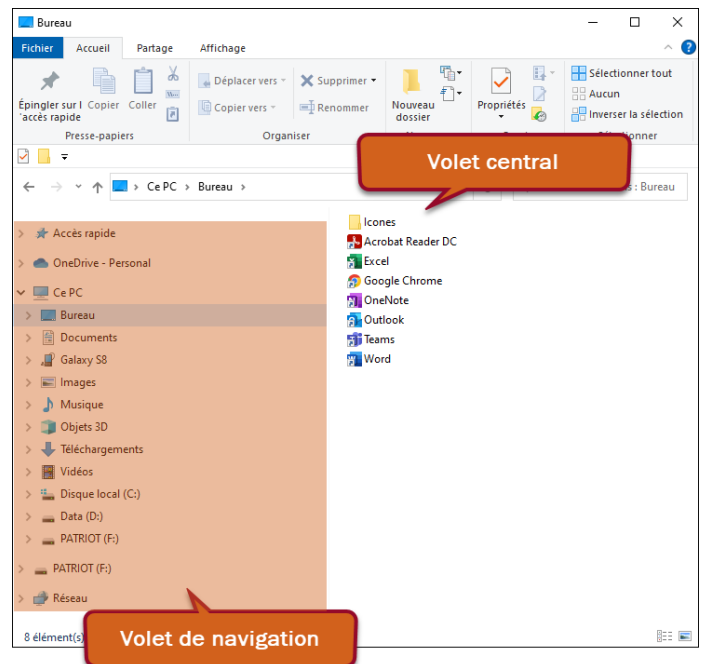 Bureau
Fichier Accueil Partage Affichage
Épingler sur l Copier Coller
'accès rapide
Presse-papiers
Déplacer vers
Copier vers
Supprimer
Renommer
Organiser
Nouveau
dossier
Propriétés
Sélectionner tout
Aucun
Inverser la sélection
Sélectionner
Volet central
Ce PC > Bureau >
: Bureau
Accès rapide
OneDrive - Personal
Ce PC
Bureau
Documents
Galaxy S8
Images
Musique
Objets 3D
Téléchargements
Vidéos
Disque local (C:)
Data (D:)
PATRIOT (F:)
PATRIOT (F:)
Réseau
Icones
Acrobat Reader DC
Excel
Google Chrome
OneNote
Outlook
Teams
Word
8 élément(s)
Volet de navigation